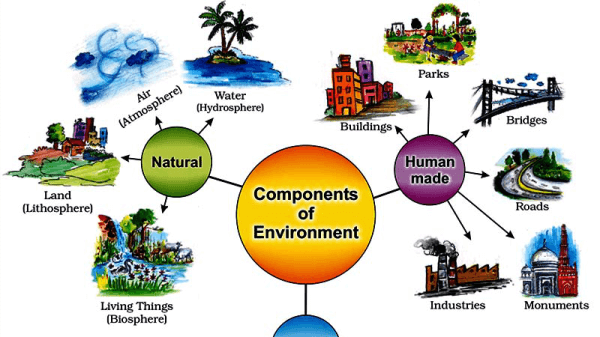 Air
(Atmosphere)
Water
(Hydrosphere)
Parks
Buildings
Bridges
Natural
Human
made
Land
(Lithosphere)
Components
of
Environment
Roads
Living Things
(Biosphere)
Industries
Monuments